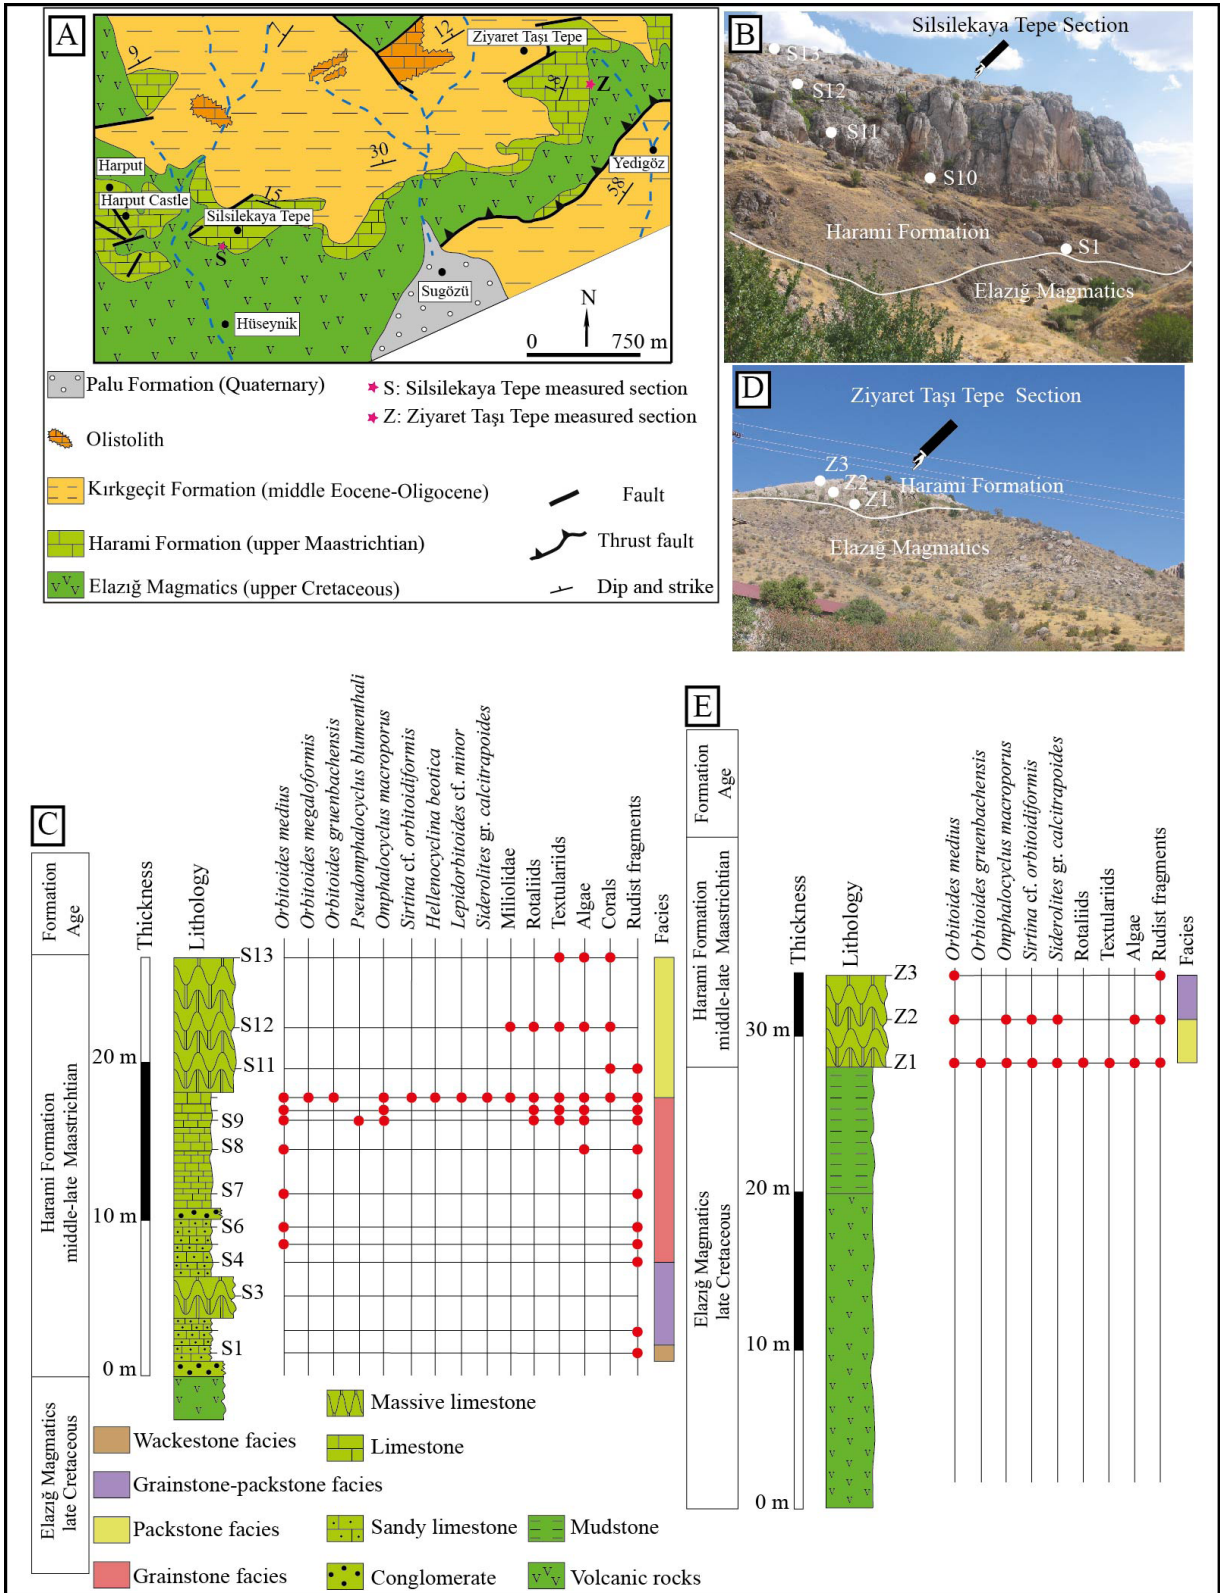 A
9
7
12
Ziyaret Taşı Tepe
18
Z
30
Yedigöz
58
Harput
Harput Castle
15
Silsilekaya Tepe
S
Sugözü
Hüseynik
N
0 750 m
Palu Formation (Quaternary)
S: Silsilekaya Tepe measured section
Z: Ziyaret Taşı Tepe measured section
Olistolith
Kırkgeçit Formation (middle Eocene-Oligocene)
Fault
Harami Formation (upper Maastrichtian)
Thrust fault
Elazığ Magmatics (upper Cretaceous)
Dip and strike
B
Silsilekaya Tepe Section
S13
S12
S11
S10
Harami Formation
S1
Elazığ Magmatics
D
Ziyaret Taşı Tepe Section
Z3
Z2
Z1
Harami Formation
Elazığ Magmatics
C
Formation
Age
Thickness
Lithology
Orbitoides medius
Orbitoides megaloformis
Orbitoides gruenbachensis
Pseudomphalocyclus blumenthali
Omphalocyclus macroporus
Sirtina cf. orbitoidiformis
Hellenocyclina beotica
Lepidorbitoides cf. minor
Siderolites gr. calcitrapoides
Miliolidae
Rotaliids
Textulariids
Algae
Corals
Rudist fragments
Facies
Harami Formation
middle-late Maastrichtian
Elazığ Magmatics
late Cretaceous
20 m
10 m
0 m
S13
S12
S11
S9
S8
S7
S6
S4
S3
S1
Massive limestone
Wackestone facies
Limestone
Grainstone-packstone facies
Packstone facies
Sandy limestone
Mudstone
Grainstone facies
Conglomerate
Volcanic rocks
E
Formation
Age
Thickness
Lithology
Orbitoides medius
Orbitoides gruenbachensis
Omphalocyclus macroporus
Sirtina cf. orbitoidiformis
Siderolites gr. calcitrapoides
Rotaliids
Textulariids
Algae
Rudist fragments
Facies
Harami Formation
middle-late Maastrichtian
Elazığ Magmatics
late Cretaceous
30 m
20 m
10 m
0 m
Z3
Z2
Z1